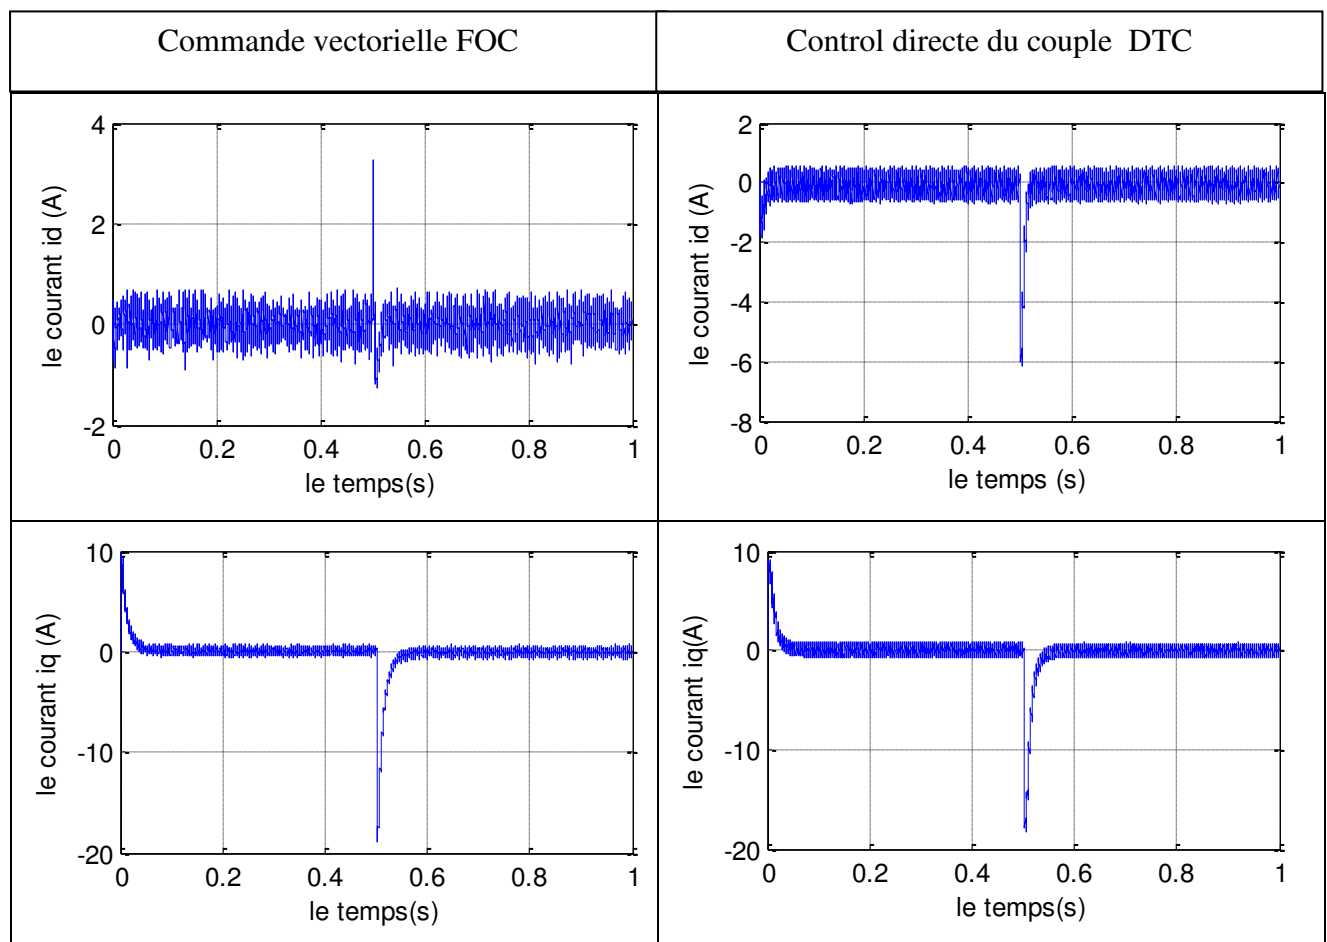 Commande vectorielle FOC
Control directe du couple DTC
4
2
0
-2
0 0.2 0.4 0.6 0.8 1
le courant id (A)
le temps(s)
2
0
-2
-4
-6
-8
0 0.2 0.4 0.6 0.8 1
le courant id (A)
le temps (s)
10
0
-10
-20
0 0.2 0.4 0.6 0.8 1
le courant iq (A)
le temps(s)
10
0
-10
-20
0 0.2 0.4 0.6 0.8 1
le courant iq(A)
le temps(s)